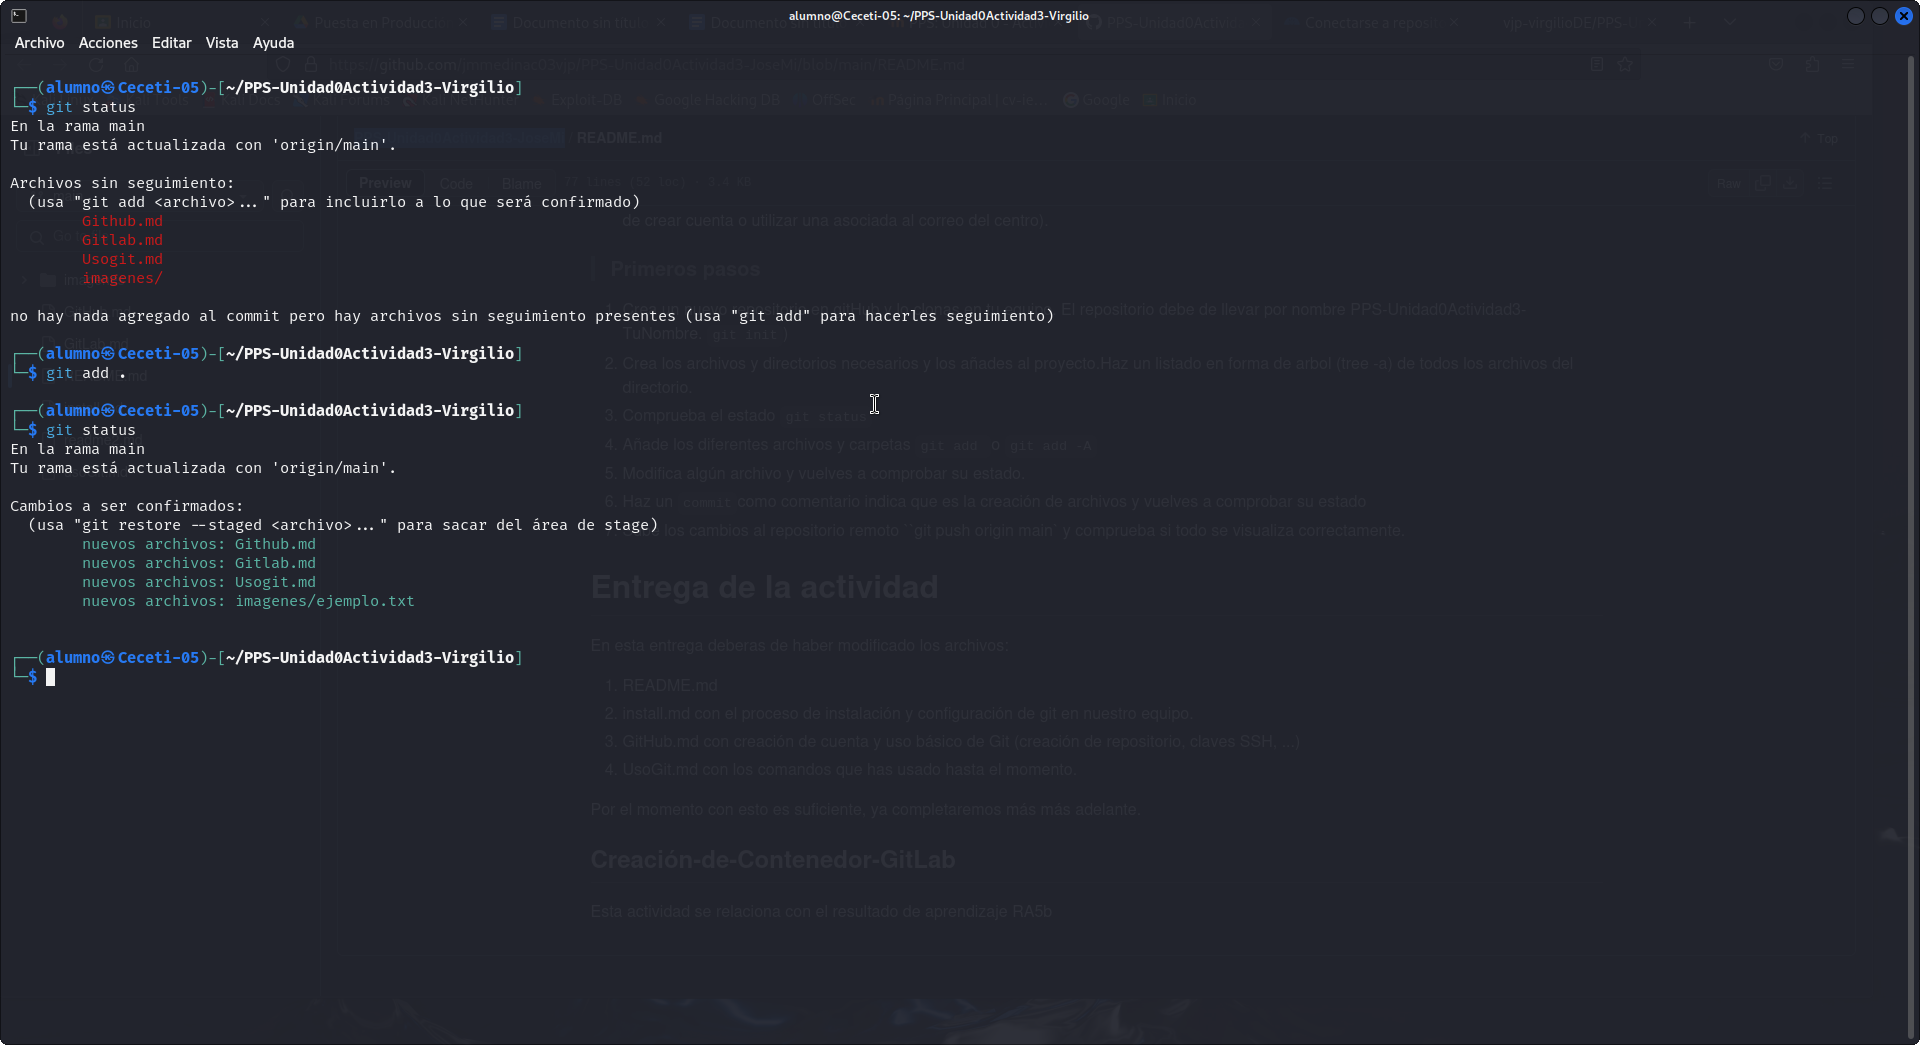 alumno@Ceceti-05: ~/PPS-Unidad0Actividad3-Virgilio
Archivo Acciones Editar Vista Ayuda
┌──(alumno㉿Ceceti-05)-[~/PPS-Unidad0Actividad3-Virgilio]
└─$ git status
En la rama main
Tu rama está actualizada con 'origin/main'.
Archivos sin seguimiento:
(usa "git add <archivo>..." para incluirlo a lo que será confirmado)
Github.md
Gitlab.md
Usogit.md
imagenes/
no hay nada agregado al commit pero hay archivos sin seguimiento presentes (usa "git add" para hacerles seguimiento)
┌──(alumno㉿Ceceti-05)-[~/PPS-Unidad0Actividad3-Virgilio]
└─$ git add .
┌──(alumno㉿Ceceti-05)-[~/PPS-Unidad0Actividad3-Virgilio]
└─$ git status
En la rama main
Tu rama está actualizada con 'origin/main'.
Cambios a ser confirmados:
(usa "git restore --staged <archivo>..." para sacar del área de stage)
nuevos archivos: Github.md
nuevos archivos: Gitlab.md
nuevos archivos: Usogit.md
nuevos archivos: imagenes/ejemplo.txt
┌──(alumno㉿Ceceti-05)-[~/PPS-Unidad0Actividad3-Virgilio]
└─$
README.md
Top
Preview Code Blame
Raw
de crear cuenta o utilizar una asociada al correo del centro).
Primeros pasos
El repositorio debe de llevar por nombre PPS-Unidad0Actividad3-
TuNombre. git init )
2. Crea los archivos y directorios necesarios y los añades al proyecto.Haz un listado en forma de arbol (tree -a) de todos los archivos del
directorio
3. Comprueba el estado git status
4. Añade los diferentes archivos y carpetas git add o git add -A
5. Modifica algún archivo y vuelves a comprobar su estado.
6. Haz un commit como comentario indica que es la creación de archivos y vuelves a comprobar su estado
los cambios al repositorio remoto ``git push origin main` y comprueba si todo se visualiza correctamente.
Entrega de la actividad
En esta entrega deberas de haber modificado los archivos:
1. README.md
2. install.md con el proceso de instalación y configuración de git en nuestro equipo.
3. GitHub.md con creación de cuenta y uso básico de Git (creación de repositorio, claves SSH, ...)
4. UsoGit.md con los comandos que has usado hasta el momento.
Por el momento con esto es suficiente, ya completaremos más más adelante.
Creación-de-Contenedor-GitLab
Esta actividad se relaciona con el resultado de aprendizaje RA5b